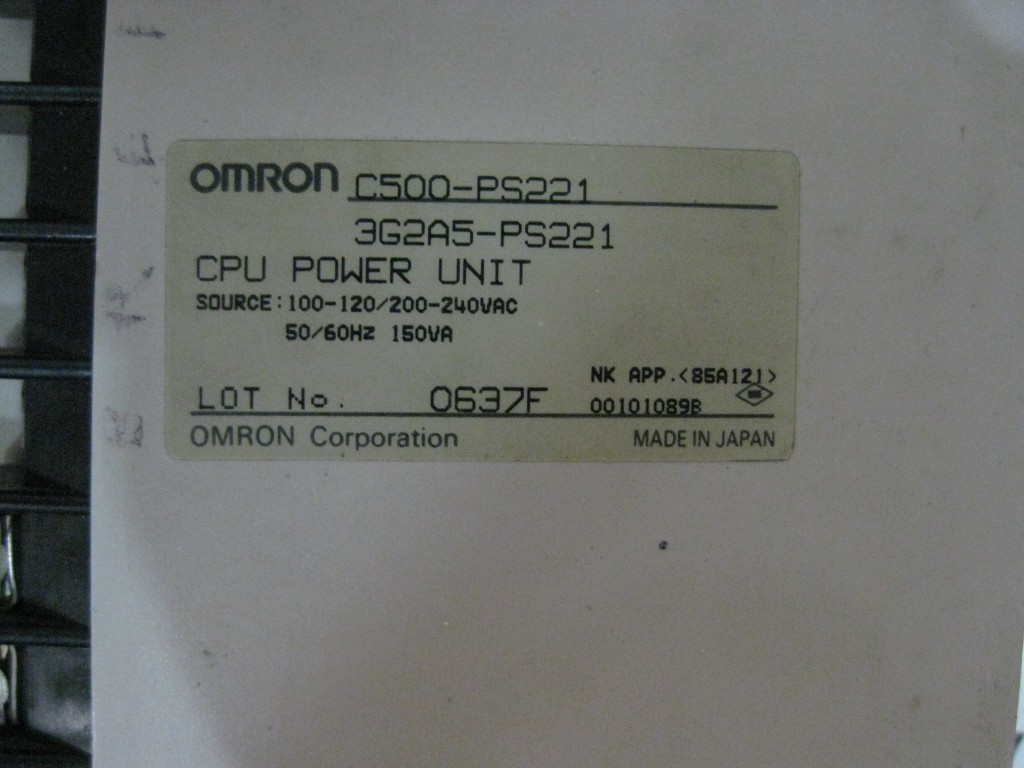 OMRON C500-PS221
3G2A5-PS221
CPU POWER UNIT
SOURCE:100-120/200-240VAC
50/60Hz 150VA
NK APP.<85A12J>
LOT No. 0637F 00101089B
OMRON Corporation MADE IN JAPAN